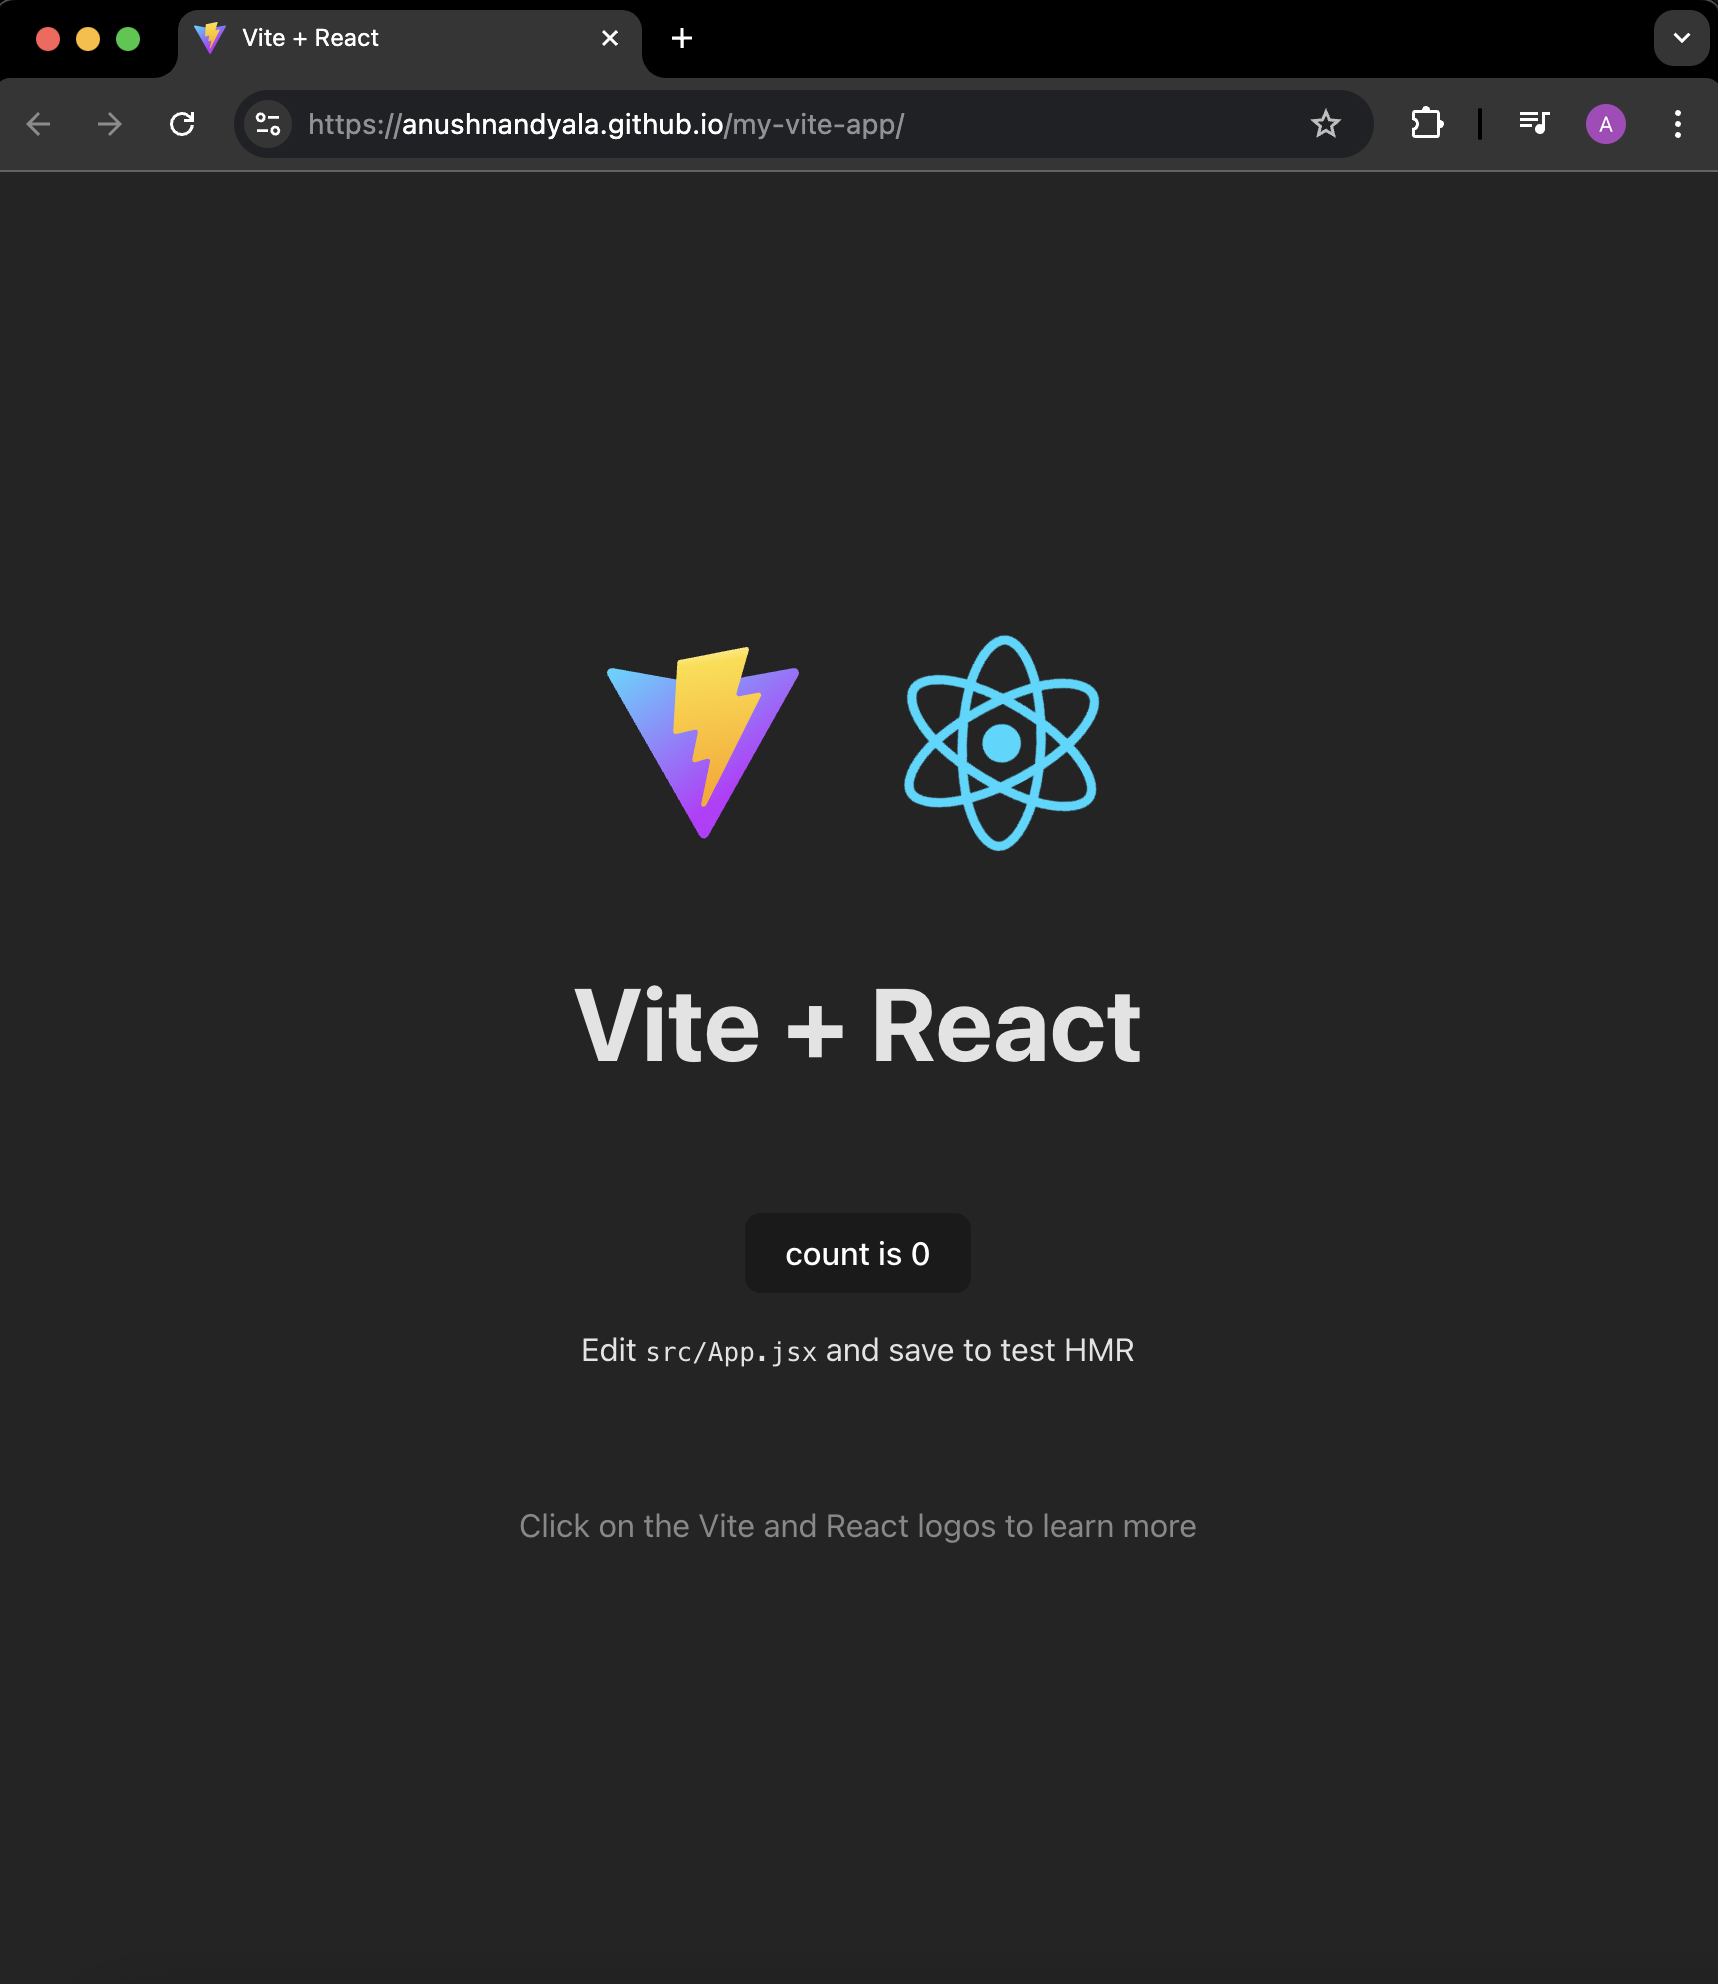 Vite + React
https://anushnandyala.github.io/my-vite-app/
A
Vite + React
count is 0
Edit src/App.jsx and save to test HMR
Click on the Vite and React logos to learn more